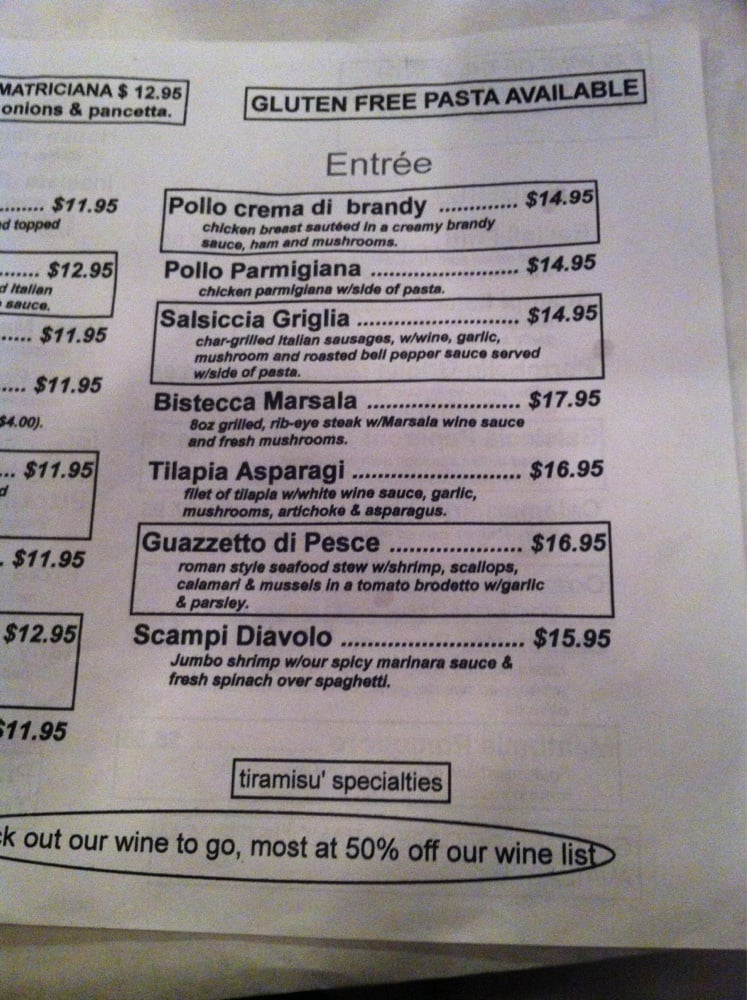 MATRICIANA $ 12.95
onions & pancetta.
GLUTEN FREE PASTA AVAILABLE
........ $11.95
d topped
....... $12.95
d Italian
sauce.
..... $11.95
.... $11.95
$4.00).
... $11.95
d
. $11.95
$12.95
$11.95
Entrée
Pollo crema di brandy ............. $14.95
chicken breast sautéed in a creamy brandy
sauce, ham and mushrooms.
Pollo Parmigiana ........................ $14.95
chicken parmigiana w/side of pasta.
Salsiccia Griglia .......................... $14.95
char-grilled Italian sausages, w/wine, garlic,
mushroom and roasted bell pepper sauce served
w/side of pasta.
Bistecca Marsala ......................... $17.95
8oz grilled, rib-eye steak w/Marsala wine sauce
and fresh mushrooms.
Tilapia Asparagi ........................... $16.95
filet of tilapia w/white wine sauce, garlic,
mushrooms, artichoke & asparagus.
Guazzetto di Pesce ..................... $16.95
roman style seafood stew w/shrimp, scallops,
calamari & mussels in a tomato brodetto w/garlic
& parsley.
Scampi Diavolo ............................. $15.95
Jumbo shrimp w/our spicy marinara sauce &
fresh spinach over spaghetti.
tiramisu' specialties
ck out our wine to go, most at 50% off our wine list